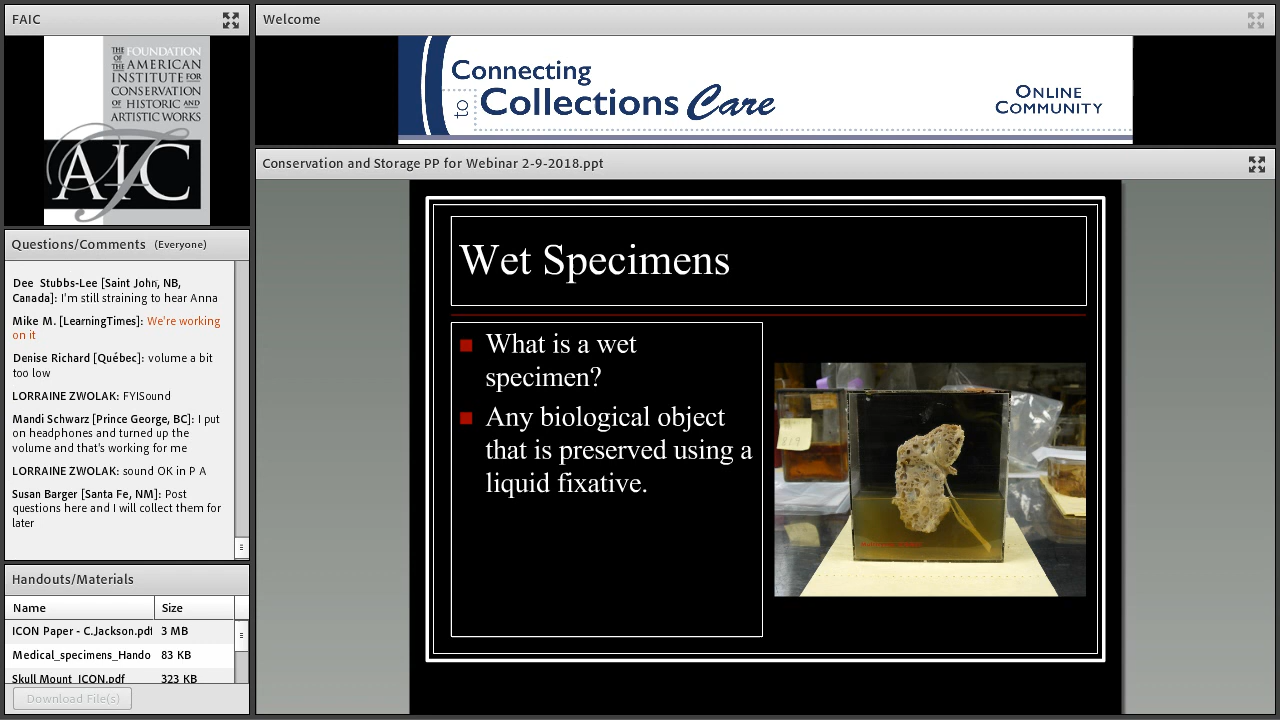 FAIC
THE FOUNDATION
OF THE AMERICAN
INSTITUTE FOR
CONSERVATION
OF HISTORIC AND
ARTISTIC WORKS
AIC
Questions/Comments (Everyone)
Dee Stubbs-Lee [Saint John, NB,
Canada]: I'm still straining to hear Anna
Mike M. [LearningTimes]: We're working
on it
Denise Richard [Québec]: volume a bit
too low
LORRAINE ZWOLAK: FYISound
Mandi Schwarz [Prince George, BC]: I put
on headphones and turned up the
volume and that's working for me
LORRAINE ZWOLAK: sound OK in P A
Susan Barger [Santa Fe, NM]: Post
questions here and I will collect them for
later
Handouts/Materials
Name Size
ICON Paper - C.Jackson.pdf 3 MB
Medical_specimens_Hando 83 KB
Skull Mount_ICON.pdf 323 KB
Download File(s)
Welcome
Connecting
to Collections Care
ONLINE
COMMUNITY
Conservation and Storage PP for Webinar 2-9-2018.ppt
Wet Specimens
What is a wet
specimen?
Any biological object
that is preserved using a
liquid fixative.